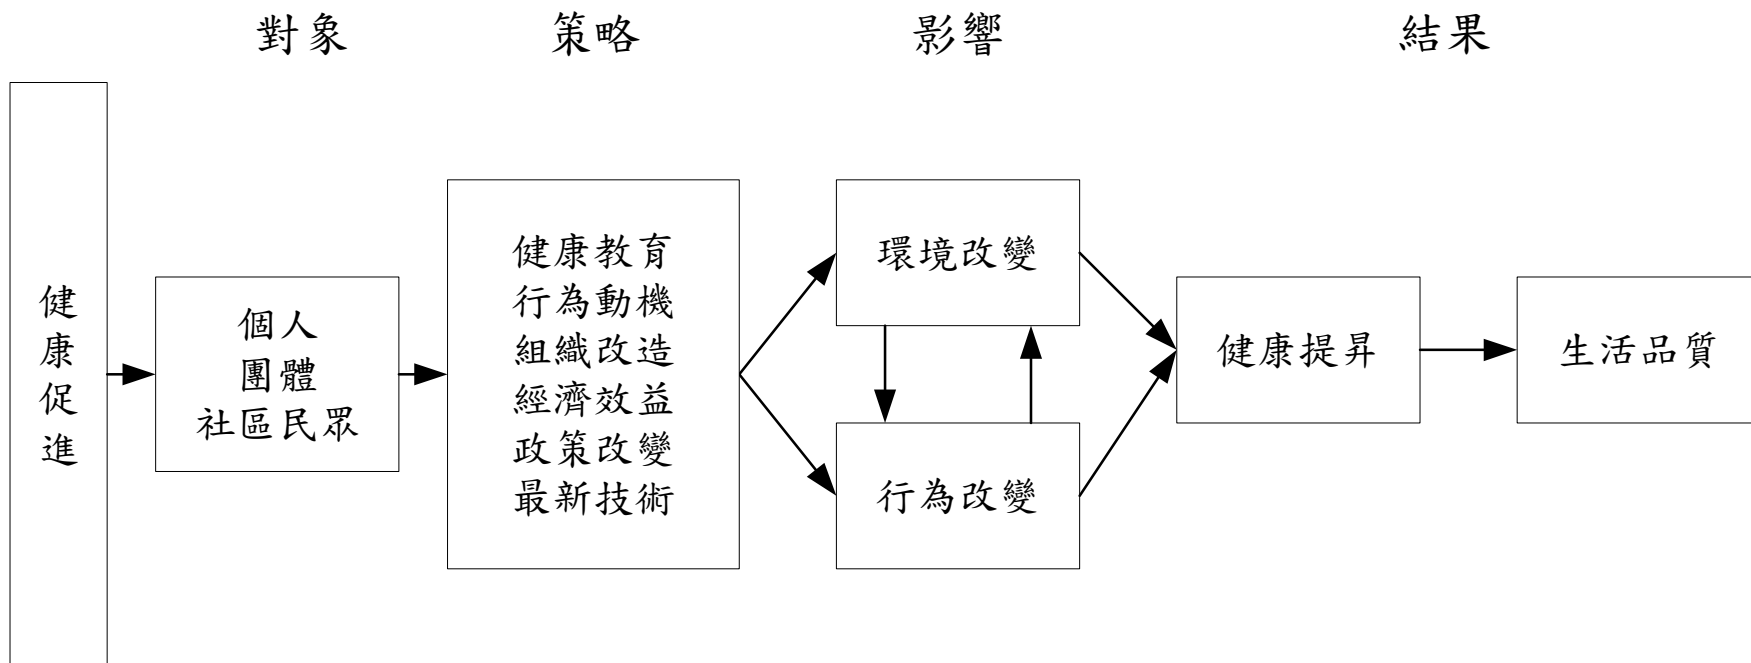 對象
策略
影響
結果
健
康
促
進
個人
團體
社區民眾
健康教育
行為動機
組織改造
經濟效益
政策改變
最新技術
環境改變
行為改變
健康提昇
生活品質